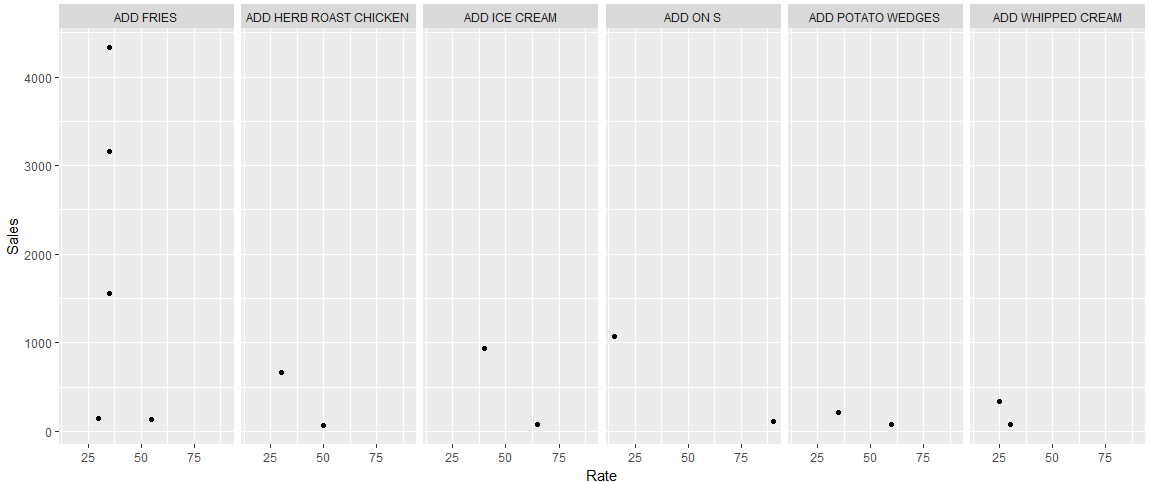 ADD FRIES ADD HERB ROAST CHICKEN ADD ICE CREAM ADD ON S ADD POTATO WEDGES ADD WHIPPED CREAM
4000
3000
2000
1000
0
Sales
25 50 75 25 50 75 25 50 75 25 50 75 25 50 75 25 50 75
Rate